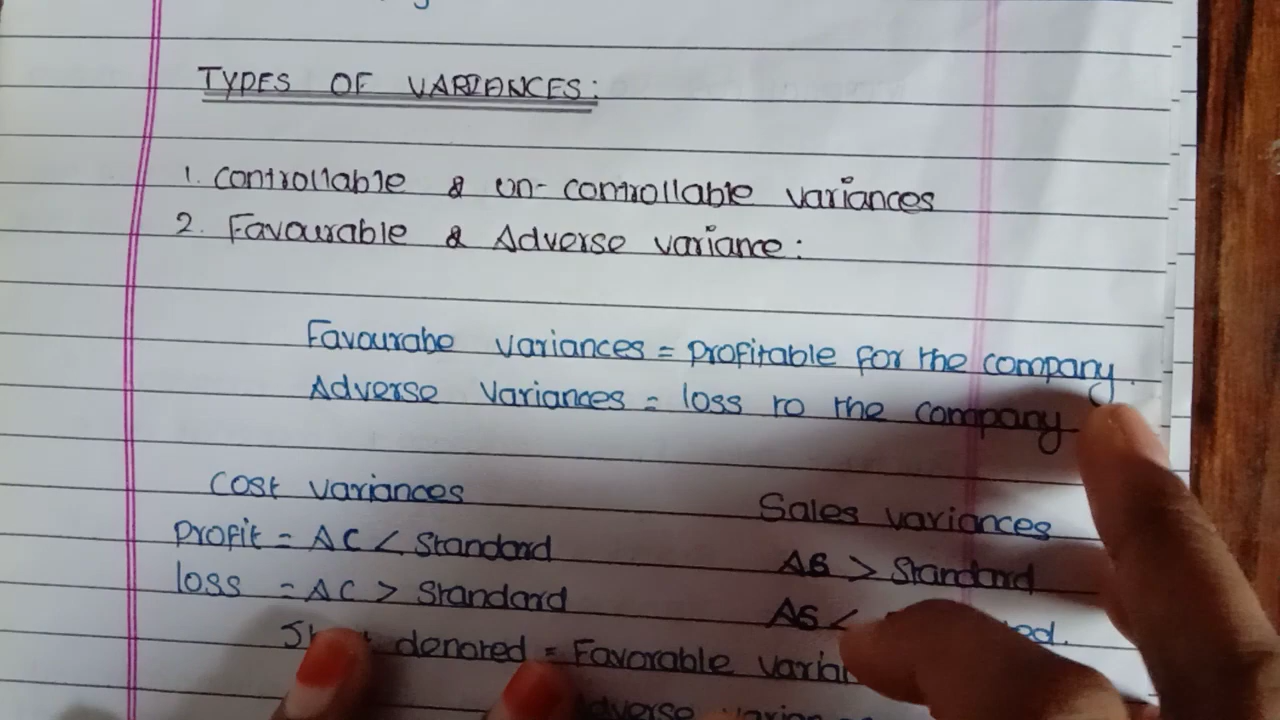 TYPES OF VARIANCES:
1. Controllable & un-controllable variances
2. Favourable & Adverse variance:
Favourabe variances = profitable for the company.
Adverse Variances = loss to the company.
Cost variances
Profit = AC < Standard
loss = AC > Standard
Sales variances
AS > Standard
AS <
denoted = Favorable
Adverse